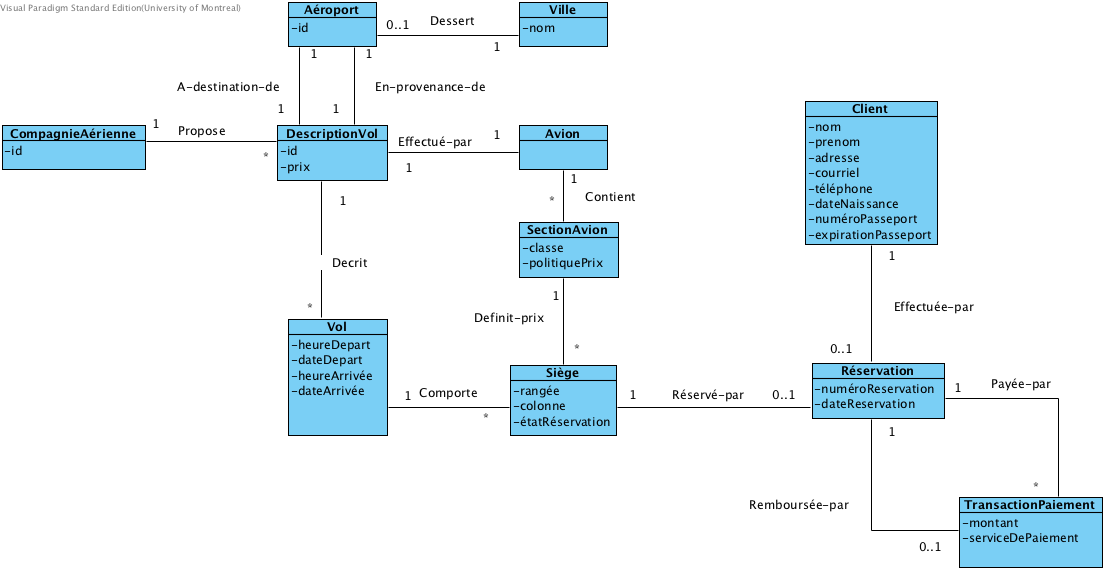 Visual Paradigm Standard Edition(University of Montreal)
Aéroport
-id
0..1
Dessert
1
Ville
-nom
1
1
A-destination-de
En-provenance-de
1
1
CompagnieAérienne
-id
1
Propose
*
DescriptionVol
-id
-prix
Effectué-par
1
1
Avion
1
Contient
*
SectionAvion
-classe
-politiquePrix
1
Definit-prix
*
1
Decrit
*
Vol
-heureDepart
-dateDepart
-heureArrivée
-dateArrivée
1
Comporte
*
Siège
-rangée
-colonne
-étatRéservation
1
Réservé-par
0..1
Client
-nom
-prenom
-adresse
-courriel
-téléphone
-dateNaissance
-numéroPasseport
-expirationPasseport
1
Effectuée-par
0..1
Réservation
-numéroReservation
-dateReservation
1
Payée-par
*
1
Remboursée-par
0..1
TransactionPaiement
-montant
-serviceDePaiement